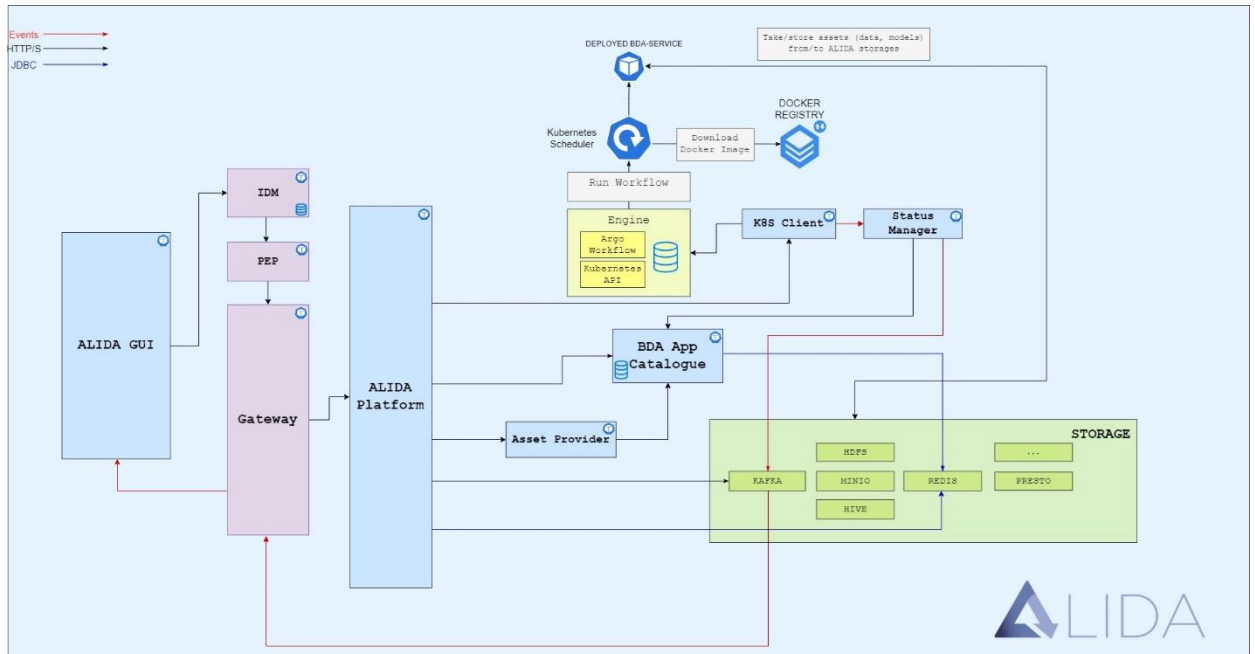 Events
HTTP/S
JDBC
DEPLOYED BDA-SERVICE
Take/store assets (data, models)
from/to ALIDA storages
Kubernetes
Scheduler
DOCKER
REGISTRY
Download
Docker Image
Run Workflow
IDM
PEP
ALIDA GUI
Gateway
ALIDA
Platform
Engine
Argo
Workflow
Kubernetes
API
K8S Client
Status
Manager
BDA App
Catalogue
Asset Provider
STORAGE
HDFS
...
KAFKA
MINIO
REDIS
PRESTO
HIVE
ALIDA